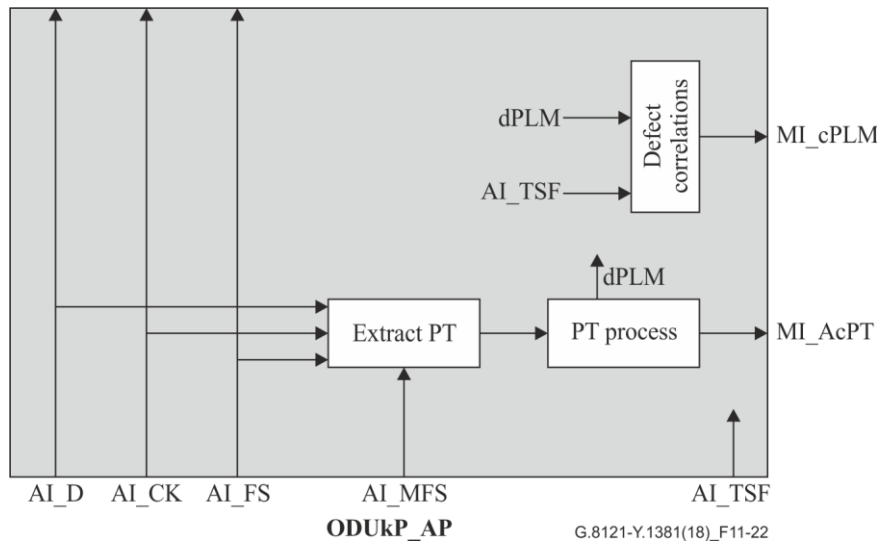 dPLM
AI_TSF
Defect
correlations
MI_cPLM
dPLM
Extract PT
PT process
MI_AcPT
AI_D AI_CK AI_FS AI_MFS AI_TSF
ODUkP_AP
G.8121-Y.1381(18)_F11-22